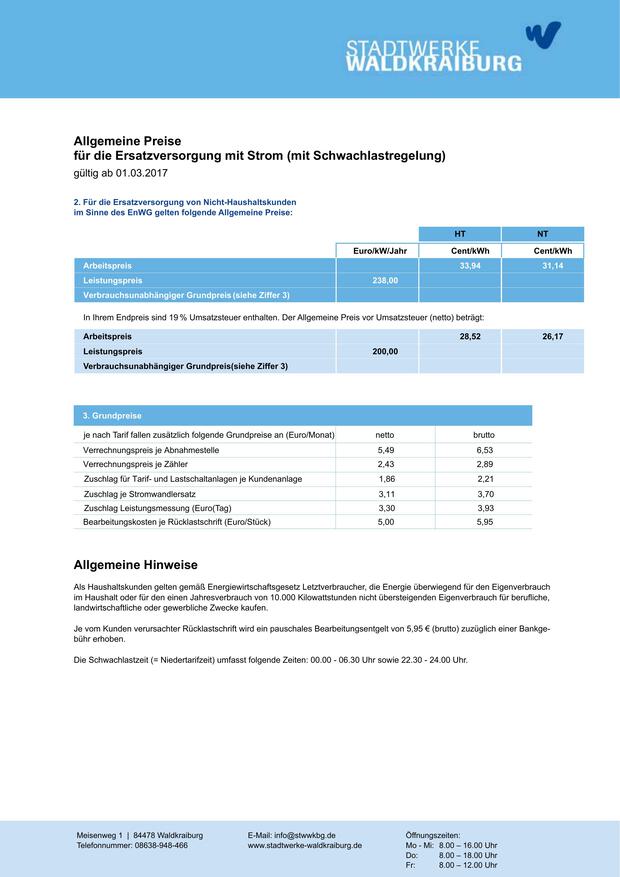 STADTWERKE
WALDKRAIBURG
Allgemeine Preise
für die Ersatzversorgung mit Strom (mit Schwachlastregelung)
gültig ab 01.03.2017
2. Für die Ersatzversorgung von Nicht-Haushaltskunden
im Sinne des EnWG gelten folgende Allgemeine Preise:
HT NT
Euro/kW/Jahr Cent/kWh Cent/kWh
Arbeitspreis 33,94 31,14
Leistungspreis 238,00
Verbrauchsunabhängiger Grundpreis (siehe Ziffer 3)
In Ihrem Endpreis sind 19 % Umsatzsteuer enthalten. Der Allgemeine Preis vor Umsatzsteuer (netto) beträgt:
Arbeitspreis 28,52 26,17
Leistungspreis 200,00
Verbrauchsunabhängiger Grundpreis(siehe Ziffer 3)
3. Grundpreise
je nach Tarif fallen zusätzlich folgende Grundpreise an (Euro/Monat) netto brutto
Verrechnungspreis je Abnahmestelle 5,49 6,53
Verrechnungspreis je Zähler 2,43 2,89
Zuschlag für Tarif- und Lastschaltanlagen je Kundenanlage 1,86 2,21
Zuschlag je Stromwandlersatz 3,11 3,70
Zuschlag Leistungsmessung (Euro(Tag) 3,30 3,93
Bearbeitungskosten je Rücklastschrift (Euro/Stück) 5,00 5,95
Allgemeine Hinweise
Als Haushaltskunden gelten gemäß Energiewirtschaftsgesetz Letztverbraucher, die Energie überwiegend für den Eigenverbrauch
im Haushalt oder für den einen Jahresverbrauch von 10.000 Kilowattstunden nicht übersteigenden Eigenverbrauch für berufliche,
landwirtschaftliche oder gewerbliche Zwecke kaufen.
Je vom Kunden verursachter Rücklastschrift wird ein pauschales Bearbeitungsentgelt von 5,95 € (brutto) zuzüglich einer Bankge-
bühr erhoben.
Die Schwachlastzeit (= Niedertarifzeit) umfasst folgende Zeiten: 00.00 - 06.30 Uhr sowie 22.30 - 24.00 Uhr.
Meisenweg 1 | 84478 Waldkraiburg
Telefonnummer: 08638-948-466
E-Mail: info@stwwkbg.de
www.stadtwerke-waldkraiburg.de
Öffnungszeiten:
Mo - Mi: 8.00 – 16.00 Uhr
Do: 8.00 – 18.00 Uhr
Fr: 8.00 – 12.00 Uhr